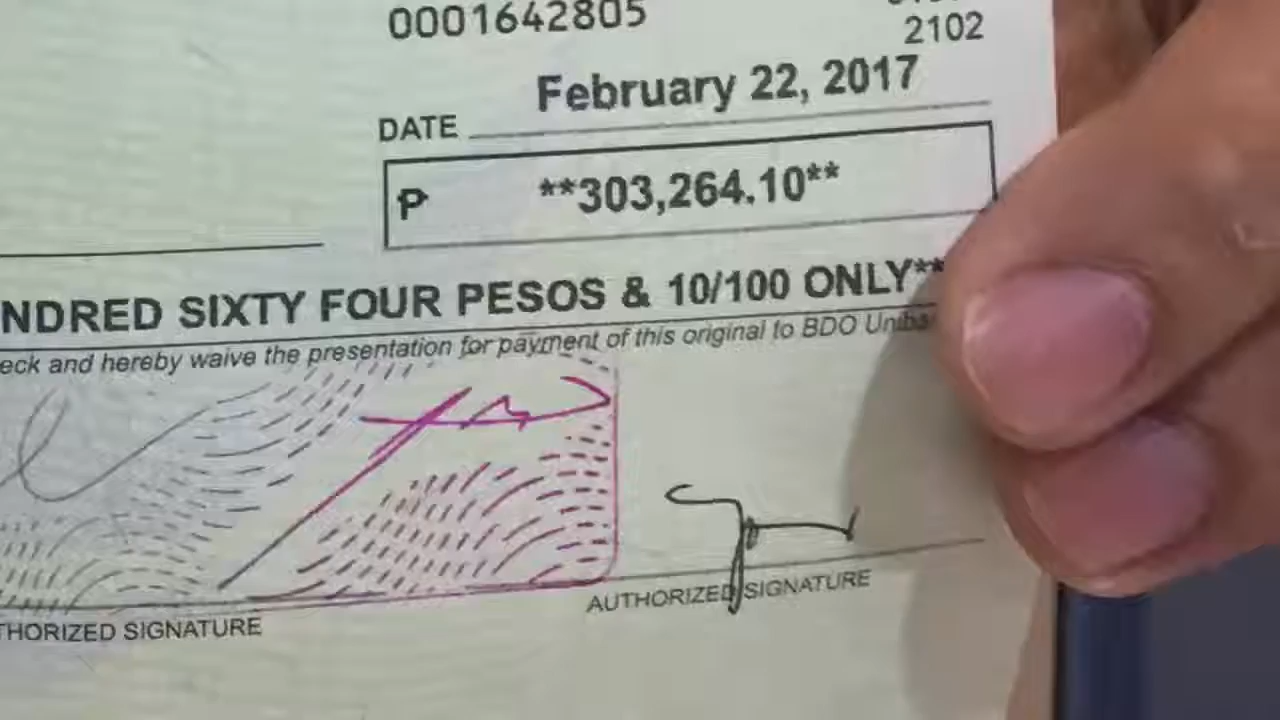 0001642805
2102
February 22, 2017
DATE
₱ **303,264.10**
NDRED SIXTY FOUR PESOS & 10/100 ONLY**
eck and hereby waive the presentation for payment of this original to BDO Uniba
THORIZED SIGNATURE
AUTHORIZED SIGNATURE